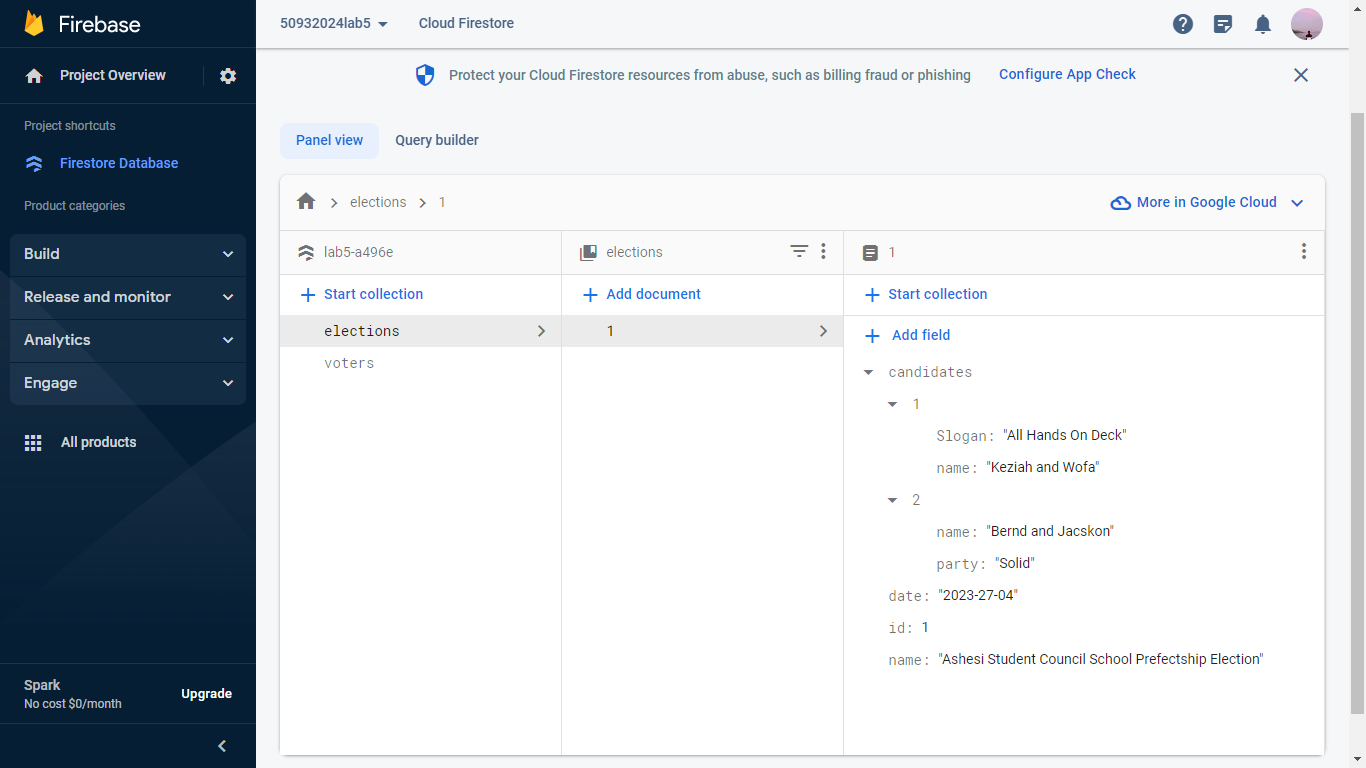 Firebase
50932024lab5
Cloud Firestore
Project Overview
Protect your Cloud Firestore resources from abuse, such as billing fraud or phishing
Configure App Check
Project shortcuts
Firestore Database
Product categories
Build
Release and monitor
Analytics
Engage
All products
Spark
No cost $0/month
Upgrade
Panel view
Query builder
elections
1
More in Google Cloud
lab5-a496e
Start collection
elections
voters
elections
Add document
1
1
Start collection
Add field
candidates
1
Slogan: "All Hands On Deck"
name: "Keziah and Wofa"
2
name: "Bernd and Jacskon"
party: "Solid"
date: "2023-27-04"
id: 1
name: "Ashesi Student Council School Prefectship Election"